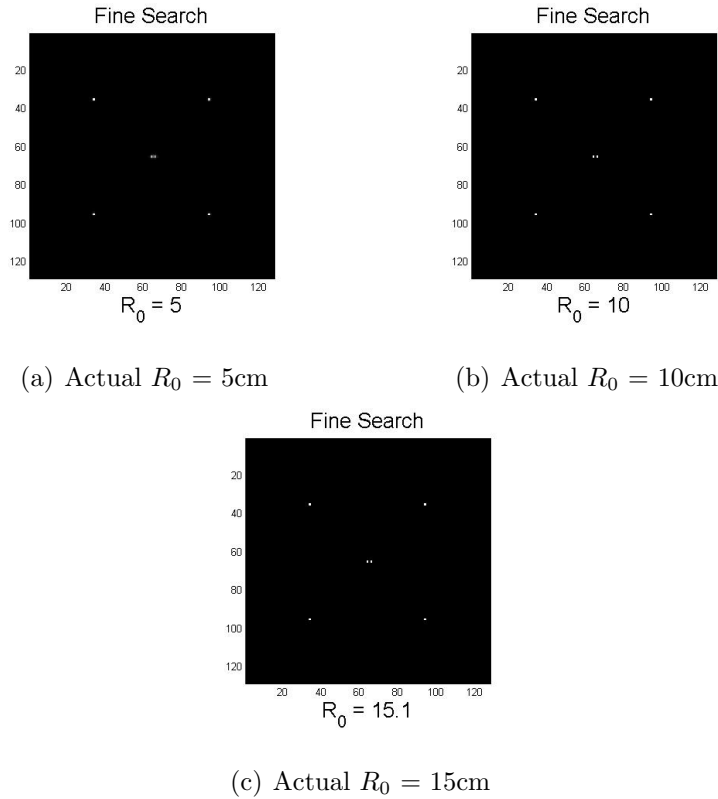 Fine Search
20
40
60
80
100
120
20 40 60 80 100 120
R₀ = 5
(a) Actual R₀ = 5cm
Fine Search
20
40
60
80
100
120
20 40 60 80 100 120
R₀ = 10
(b) Actual R₀ = 10cm
Fine Search
20
40
60
80
100
120
20 40 60 80 100 120
R₀ = 15.1
(c) Actual R₀ = 15cm